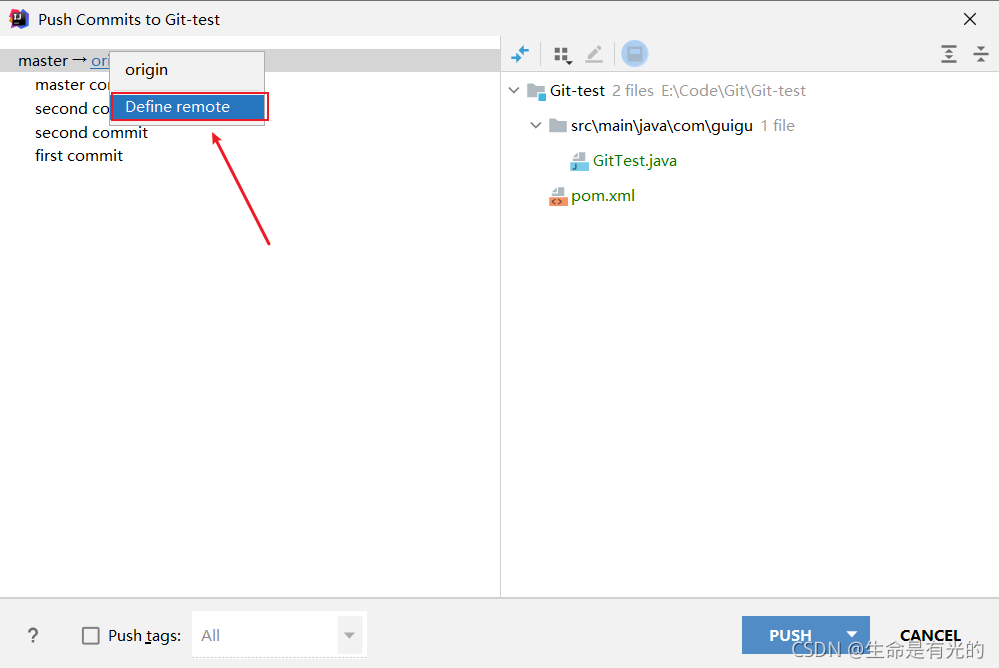 Push Commits to Git-test
master → ori
origin
master co
Define remote
second co
second commit
first commit
Git-test 2 files E:\Code\Git\Git-test
src\main\java\com\guigu 1 file
GitTest.java
pom.xml
? Push tags: All
PUSH
CANCEL
CSDN @生命是有光的